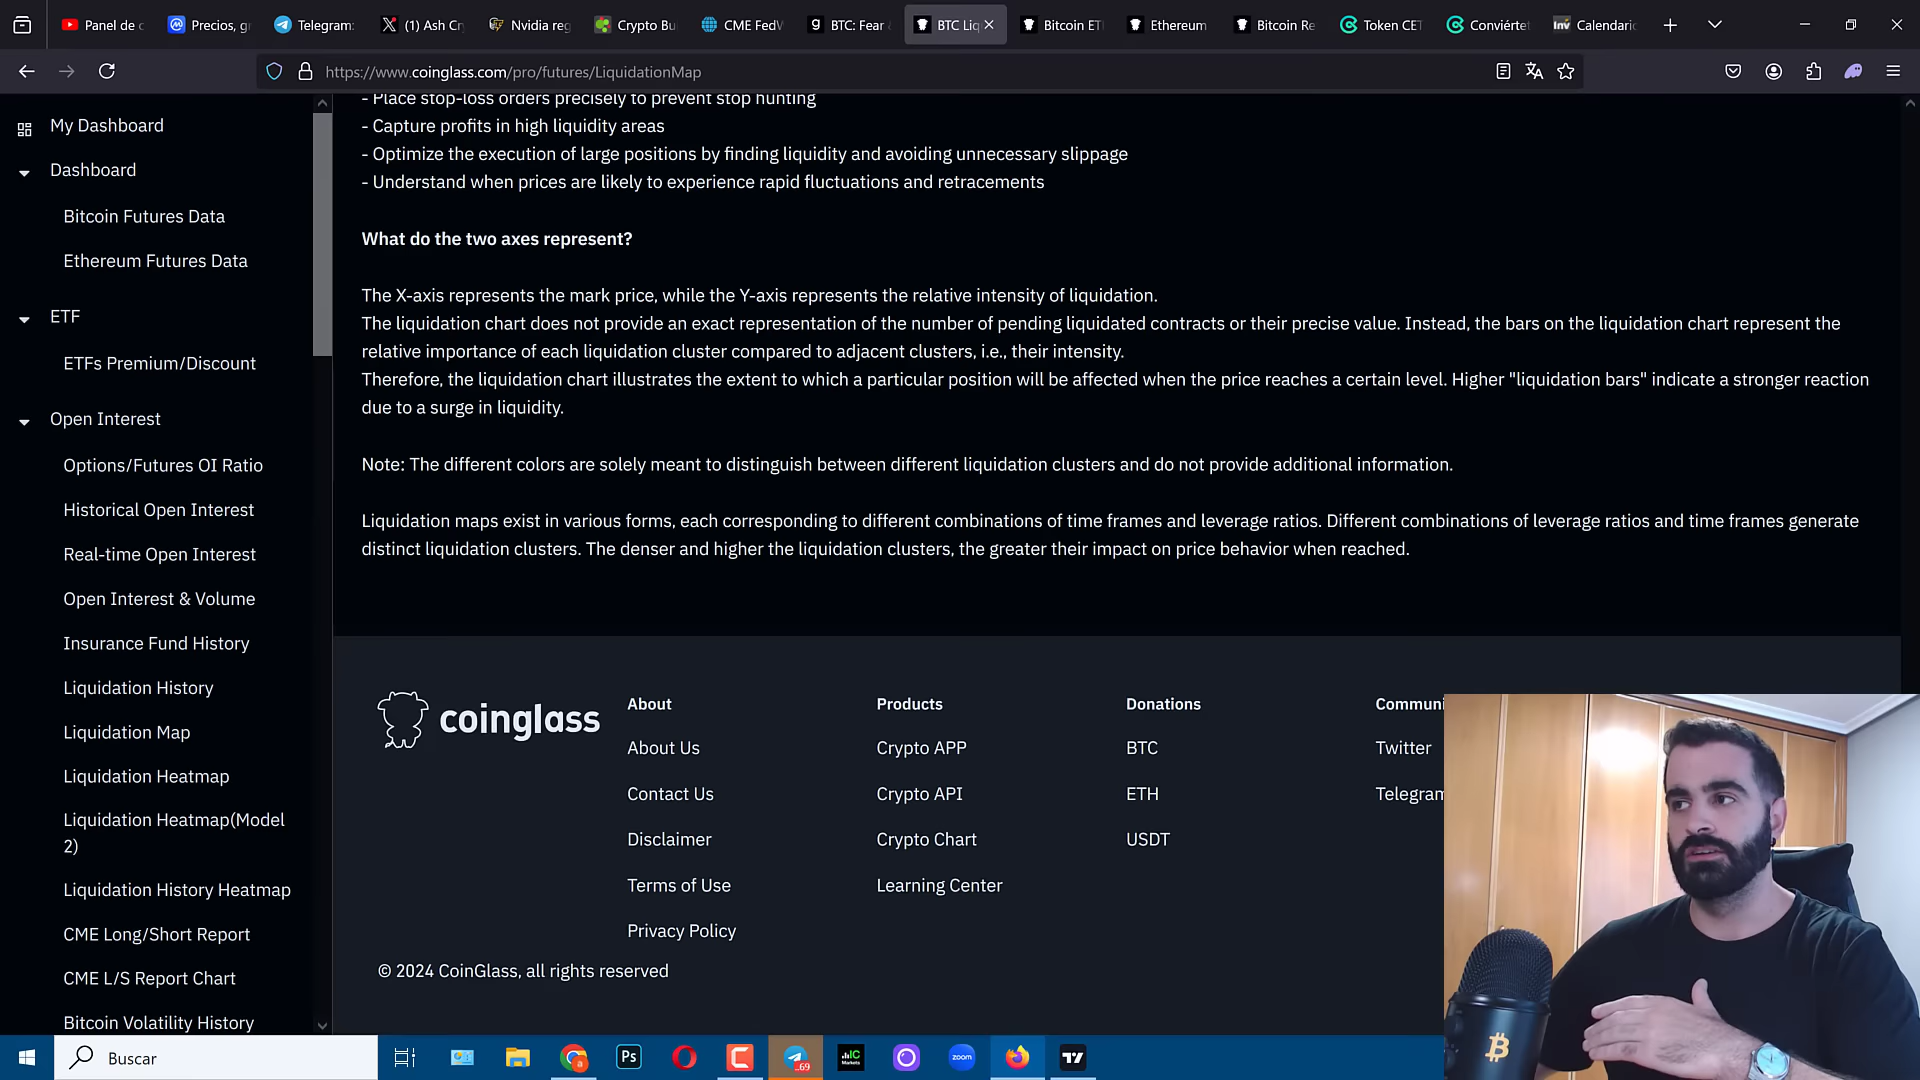 Panel de c
Precios, gr
Telegram:
(1) Ash Cr
Nvidia reg
Crypto Bu
CME FedW
BTC: Fear &
BTC Liq
Bitcoin ET
Ethereum
Bitcoin Re
Token CET
Conviérte
Calendario
https://www.coinglass.com/pro/futures/LiquidationMap
My Dashboard
Dashboard
Bitcoin Futures Data
Ethereum Futures Data
ETF
ETFs Premium/Discount
Open Interest
Options/Futures OI Ratio
Historical Open Interest
Real-time Open Interest
Open Interest & Volume
Insurance Fund History
Liquidation History
Liquidation Map
Liquidation Heatmap
Liquidation Heatmap(Model
2)
Liquidation History Heatmap
CME Long/Short Report
CME L/S Report Chart
Bitcoin Volatility History
- Place stop-loss orders precisely to prevent stop hunting
- Capture profits in high liquidity areas
- Optimize the execution of large positions by finding liquidity and avoiding unnecessary slippage
- Understand when prices are likely to experience rapid fluctuations and retracements
What do the two axes represent?
The X-axis represents the mark price, while the Y-axis represents the relative intensity of liquidation.
The liquidation chart does not provide an exact representation of the number of pending liquidated contracts or their precise value. Instead, the bars on the liquidation chart represent the
relative importance of each liquidation cluster compared to adjacent clusters, i.e., their intensity.
Therefore, the liquidation chart illustrates the extent to which a particular position will be affected when the price reaches a certain level. Higher "liquidation bars" indicate a stronger reaction
due to a surge in liquidity.
Note: The different colors are solely meant to distinguish between different liquidation clusters and do not provide additional information.
Liquidation maps exist in various forms, each corresponding to different combinations of time frames and leverage ratios. Different combinations of leverage ratios and time frames generate
distinct liquidation clusters. The denser and higher the liquidation clusters, the greater their impact on price behavior when reached.
coinglass
About
About Us
Contact Us
Disclaimer
Terms of Use
Privacy Policy
Products
Crypto APP
Crypto API
Crypto Chart
Learning Center
Donations
BTC
ETH
USDT
Communi
Twitter
Telegram
© 2024 CoinGlass, all rights reserved
Buscar
Ps
69
IC
Markets
zoom